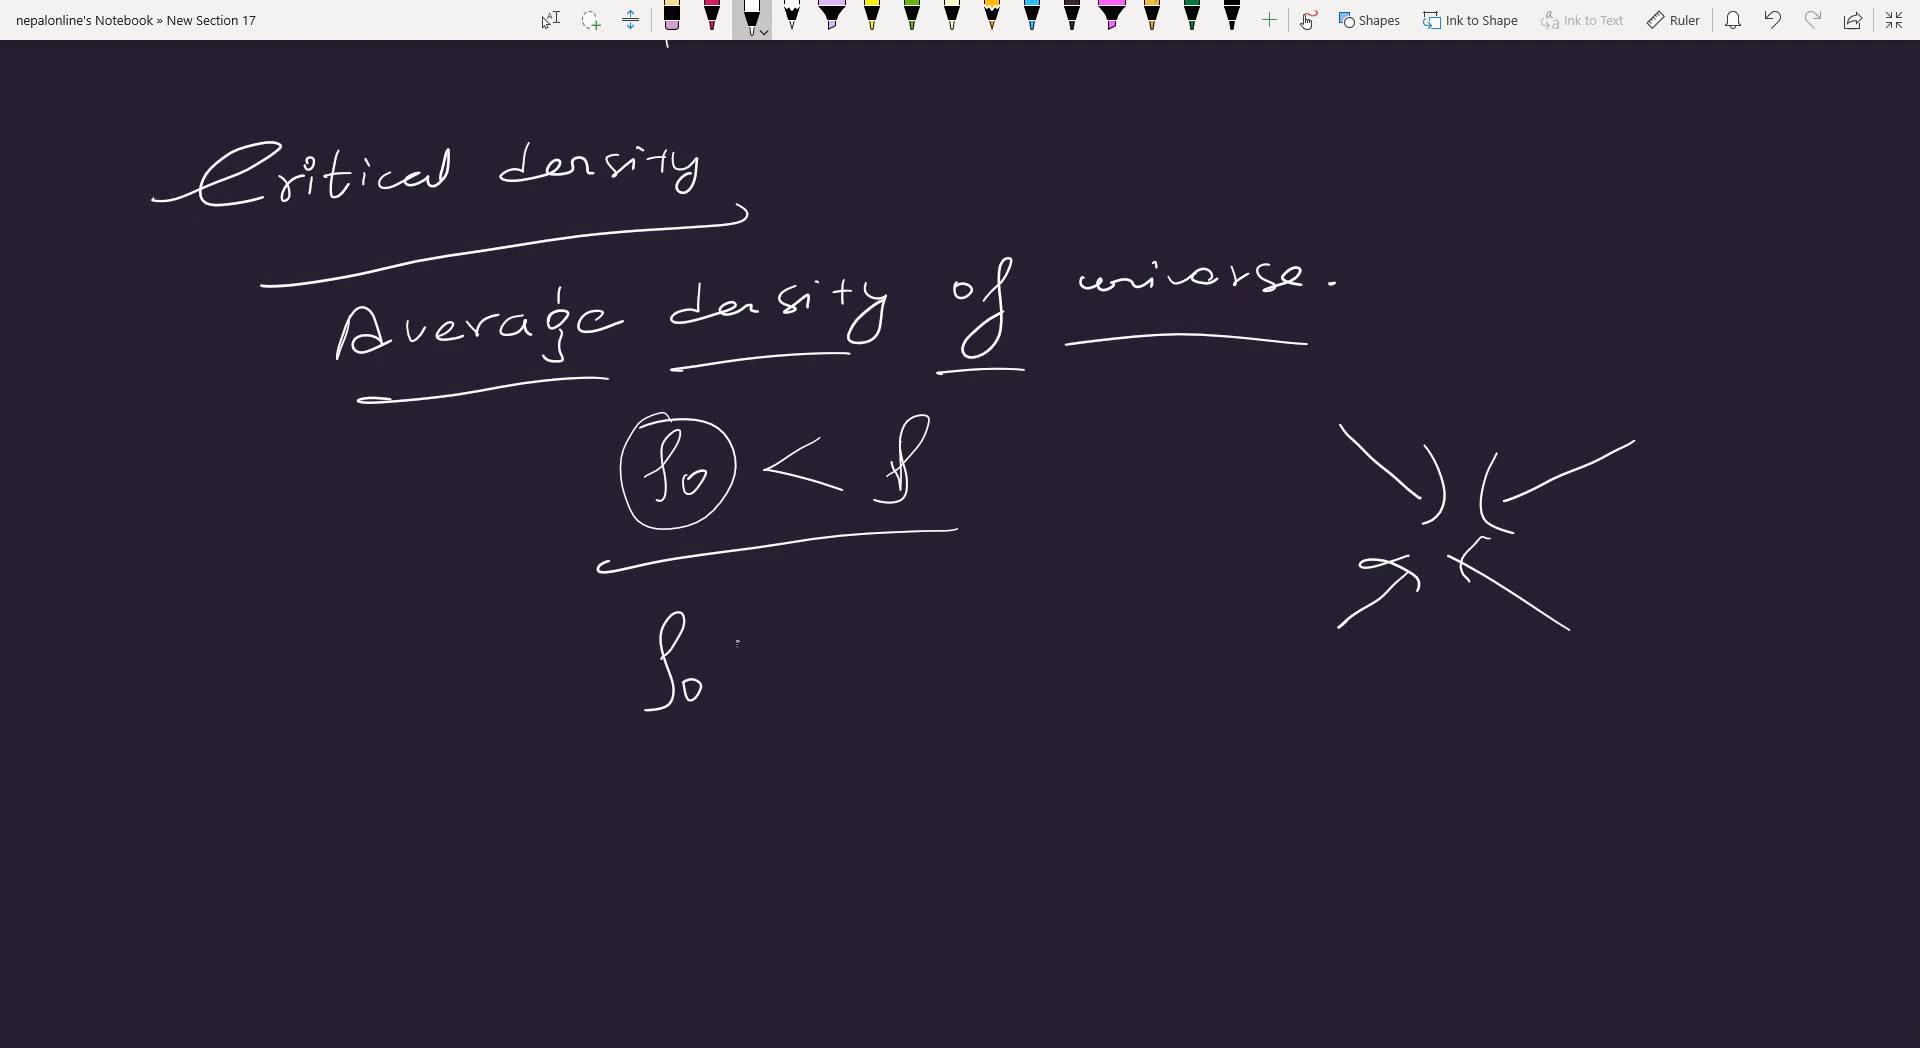 nepalonline's Notebook » New Section 17
Shapes
Ink to Shape
Ink to Text
Ruler
Critical density
Average density of universe.
ρ₀ < ρ
ρ₀